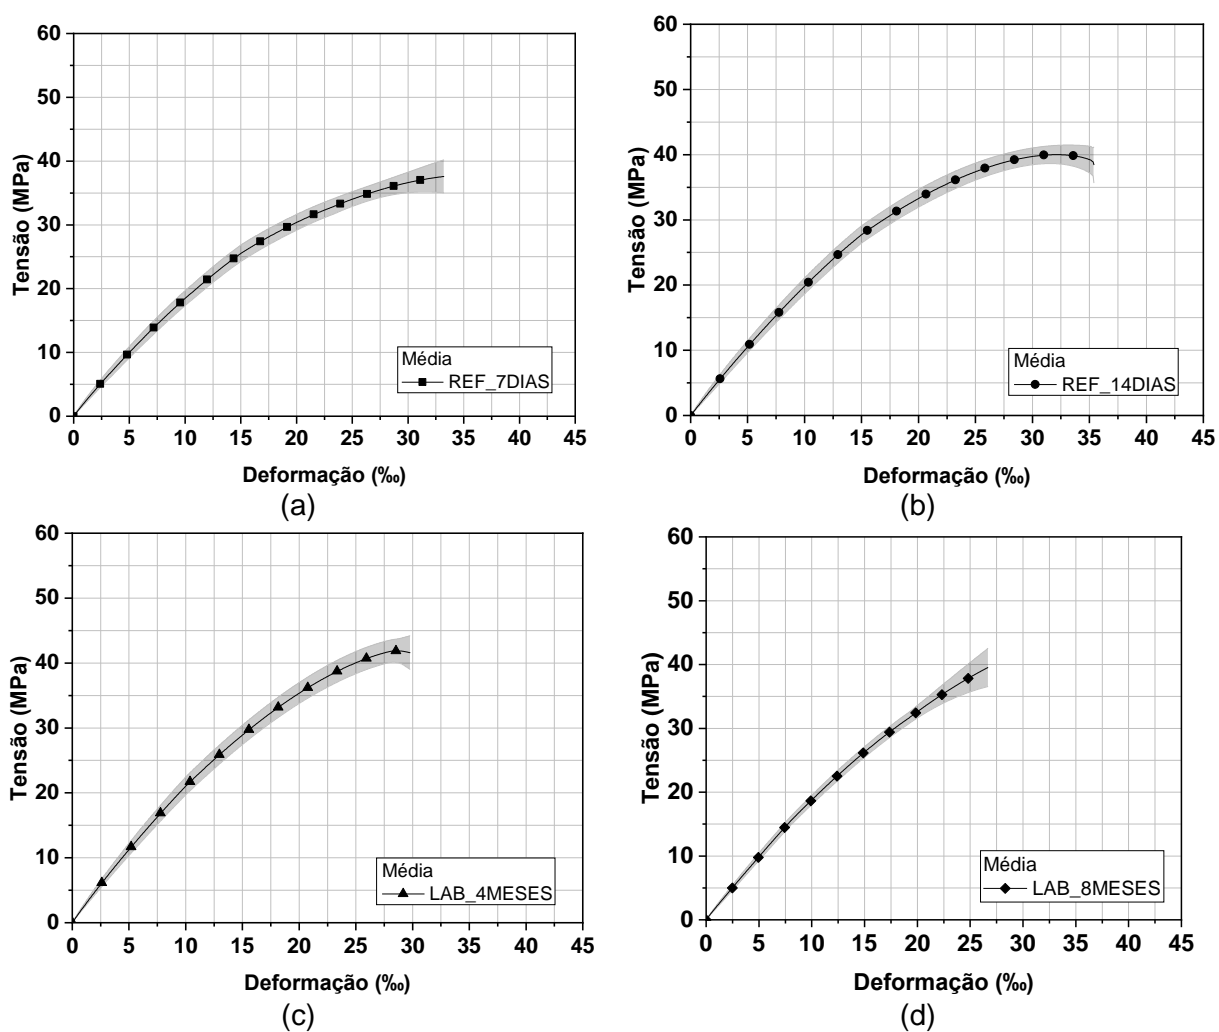 60
50
40
30
20
10
0
Tensão (MPa)
Média
REF_7DIAS
0 5 10 15 20 25 30 35 40 45
Deformação (‰)
(a)
60
50
40
30
20
10
0
Tensão (MPa)
Média
REF_14DIAS
0 5 10 15 20 25 30 35 40 45
Deformação (‰)
(b)
60
50
40
30
20
10
0
Tensão (MPa)
Média
LAB_4MESES
0 5 10 15 20 25 30 35 40 45
Deformação (‰)
(c)
60
50
40
30
20
10
0
Tensão (MPa)
Média
LAB_8MESES
0 5 10 15 20 25 30 35 40 45
Deformação (‰)
(d)